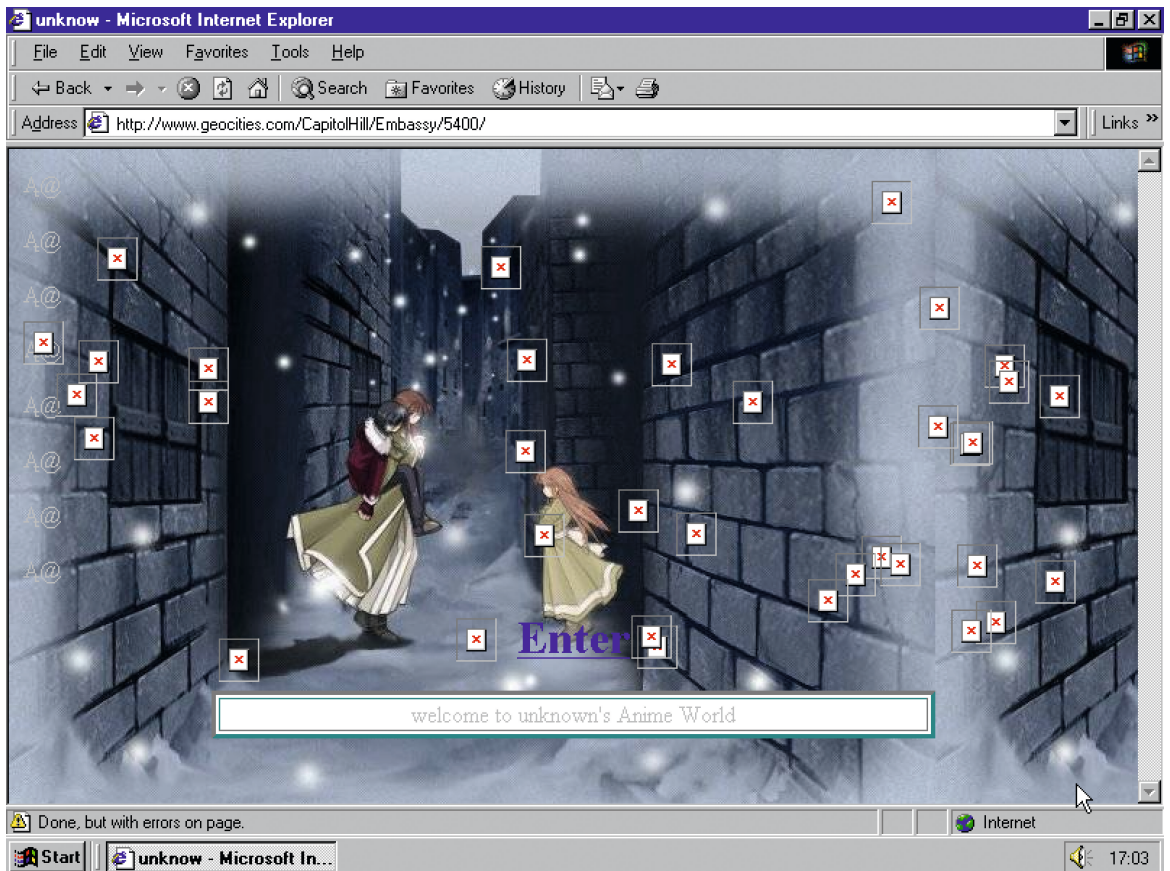 unknow - Microsoft Internet Explorer
File Edit View Favorites Tools Help
Back Search Favorites History
Address http://www.geocities.com/CapitolHill/Embassy/5400/ Links »
A@
A@
A@
A@
A@
A@
A@
A@
Enter
welcome to unknown's Anime World
Done, but with errors on page. Internet
Start unknow - Microsoft In... 17:03